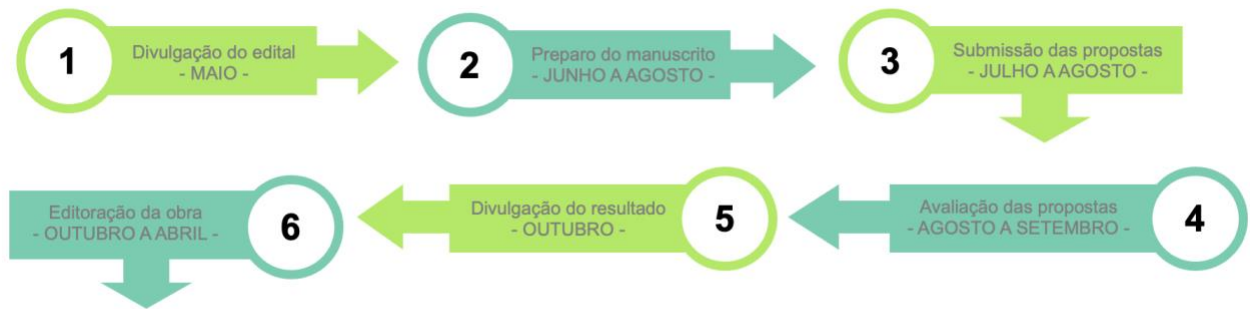 1
Divulgação do edital
- MAIO -
2
Preparo do manuscrito
- JUNHO A AGOSTO -
3
Submissão das propostas
- JULHO A AGOSTO -
4
Avaliação das propostas
- AGOSTO A SETEMBRO -
5
Divulgação do resultado
- OUTUBRO -
6
Editoração da obra
- OUTUBRO A ABRIL -